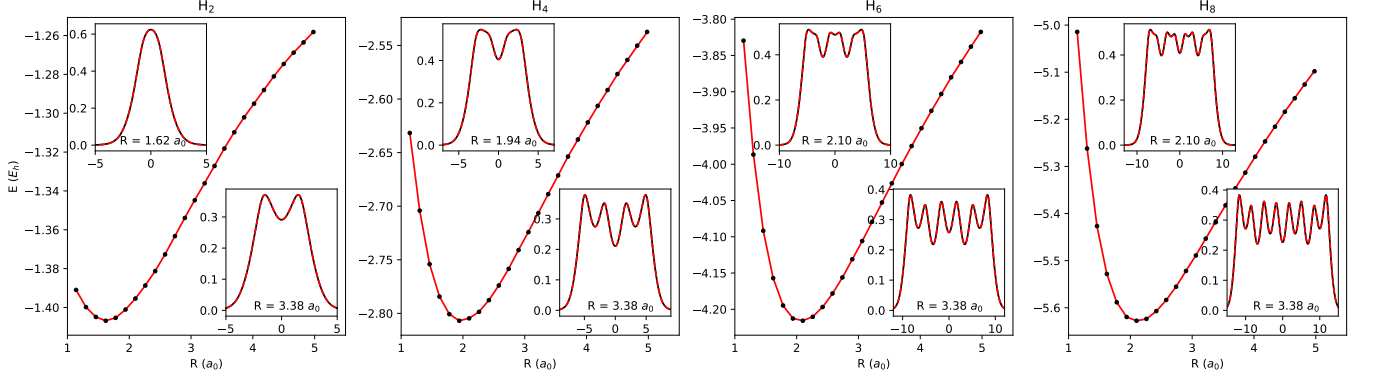 H₂
E (Eₕ)
−1.26
−1.28
−1.30
−1.32
−1.34
−1.36
−1.38
−1.40
1 2 3 4 5
R (a₀)
0.6
0.4
0.2
0.0
−5 0 5
R = 1.62 a₀
0.3
0.2
0.1
0.0
−5 0 5
R = 3.38 a₀
H₄
−2.55
−2.60
−2.65
−2.70
−2.75
−2.80
1 2 3 4 5
R (a₀)
0.4
0.2
0.0
−5 0 5
R = 1.94 a₀
0.3
0.2
0.1
0.0
−5 0 5
R = 3.38 a₀
H₆
−3.80
−3.85
−3.90
−3.95
−4.00
−4.05
−4.10
−4.15
−4.20
1 2 3 4 5
R (a₀)
0.4
0.2
0.0
−10 0 10
R = 2.10 a₀
0.4
0.3
0.2
0.1
0.0
−10 0 10
R = 3.38 a₀
H₈
−5.0
−5.1
−5.2
−5.3
−5.4
−5.5
−5.6
1 2 3 4 5
R (a₀)
0.4
0.2
0.0
−10 0 10
R = 2.10 a₀
0.4
0.3
0.2
0.1
0.0
−10 0 10
R = 3.38 a₀